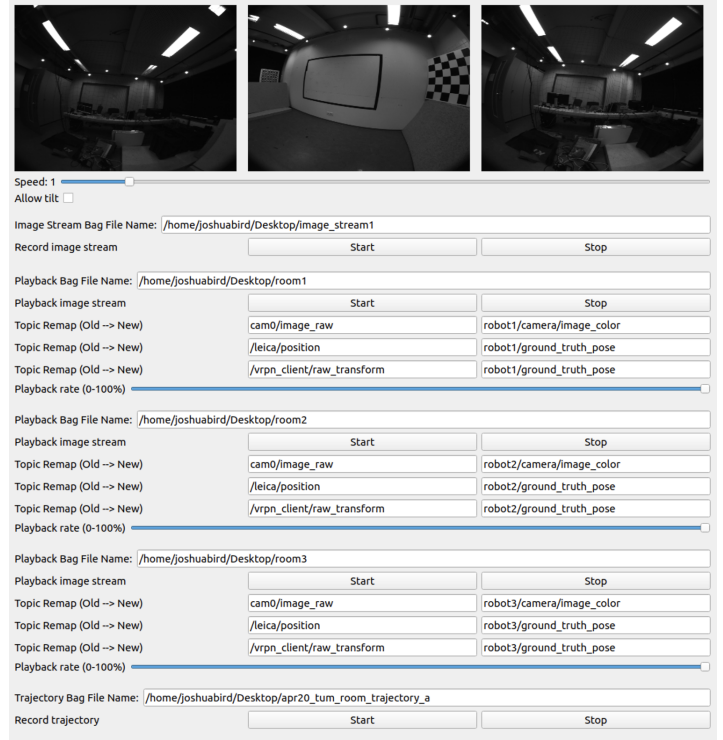 Speed: 1
Allow tilt
Image Stream Bag File Name: /home/joshuabird/Desktop/image_stream1
Record image stream Start Stop
Playback Bag File Name: /home/joshuabird/Desktop/room1
Playback image stream Start Stop
Topic Remap (Old --> New) cam0/image_raw robot1/camera/image_color
Topic Remap (Old --> New) /leica/position robot1/ground_truth_pose
Topic Remap (Old --> New) /vrpn_client/raw_transform robot1/ground_truth_pose
Playback rate (0-100%)
Playback Bag File Name: /home/joshuabird/Desktop/room2
Playback image stream Start Stop
Topic Remap (Old --> New) cam0/image_raw robot2/camera/image_color
Topic Remap (Old --> New) /leica/position robot2/ground_truth_pose
Topic Remap (Old --> New) /vrpn_client/raw_transform robot2/ground_truth_pose
Playback rate (0-100%)
Playback Bag File Name: /home/joshuabird/Desktop/room3
Playback image stream Start Stop
Topic Remap (Old --> New) cam0/image_raw robot3/camera/image_color
Topic Remap (Old --> New) /leica/position robot3/ground_truth_pose
Topic Remap (Old --> New) /vrpn_client/raw_transform robot3/ground_truth_pose
Playback rate (0-100%)
Trajectory Bag File Name: /home/joshuabird/Desktop/apr20_tum_room_trajectory_a
Record trajectory Start Stop